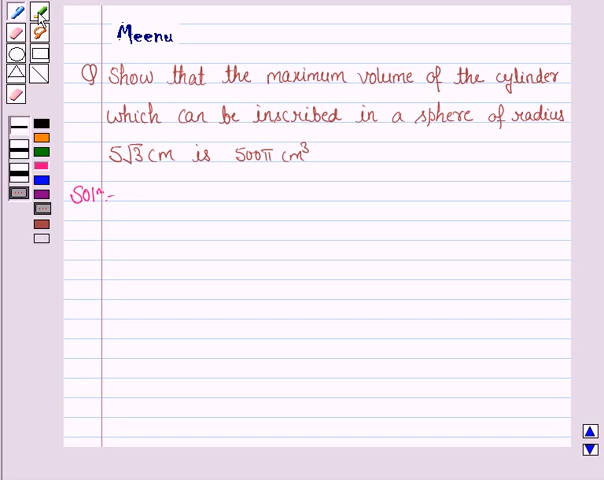 Meenu
Q Show that the maximum volume of the cylinder
which can be inscribed in a sphere of radius
5√3 cm is 500π cm³
Solⁿ:-